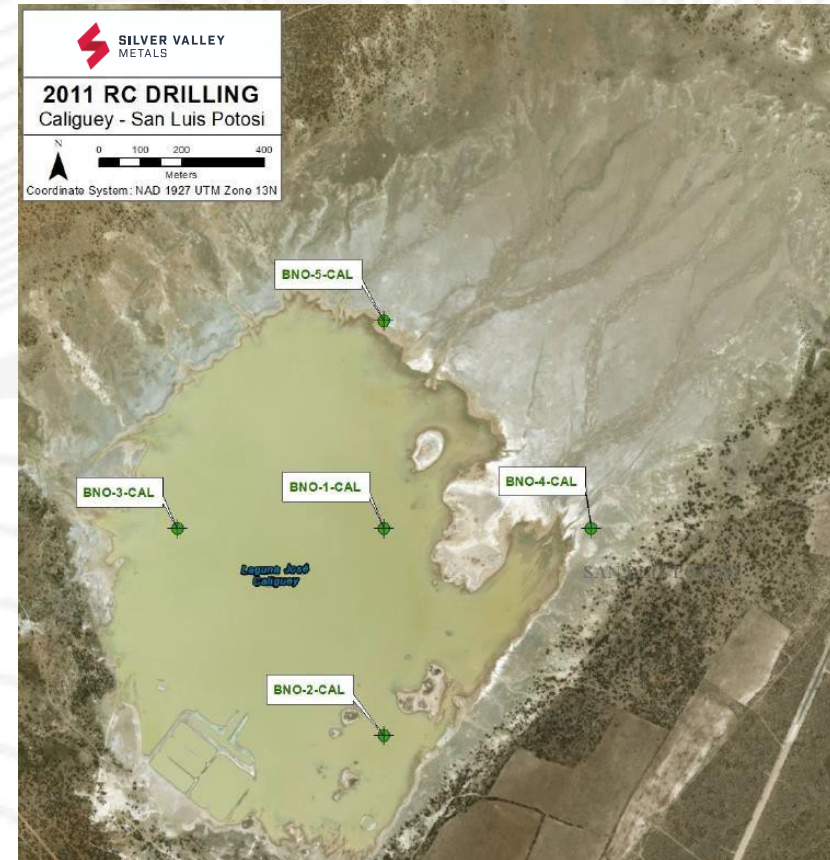 SILVER VALLEY
METALS
2011 RC DRILLING
Caliguey - San Luis Potosi
N
0 100 200 400
Meters
Coordinate System: NAD 1927 UTM Zone 13N
BNO-5-CAL
BNO-3-CAL
BNO-1-CAL
BNO-4-CAL
Laguna José
Caliguey
BNO-2-CAL